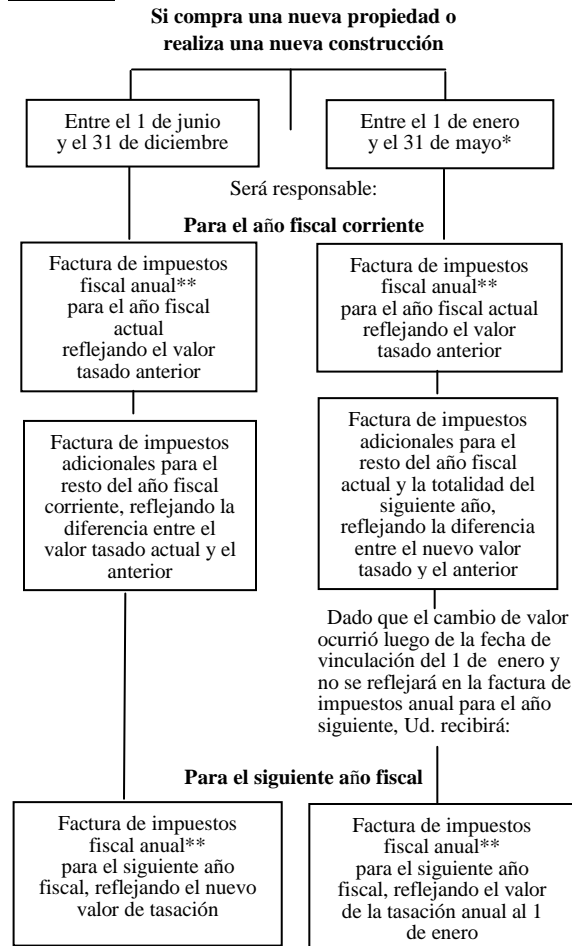 Si compra una nueva propiedad o
realiza una nueva construcción
Entre el 1 de junio
y el 31 de diciembre
Entre el 1 de enero
y el 31 de mayo*
Será responsable:
Para el año fiscal corriente
Factura de impuestos
fiscal anual**
para el año fiscal
actual
reflejando el valor
tasado anterior
Factura de impuestos
fiscal anual**
para el año fiscal actual
reflejando el valor
tasado anterior
Factura de impuestos
adicionales para el
resto del año fiscal
corriente, reflejando la
diferencia entre el
valor tasado actual y el
anterior
Factura de impuestos
adicionales para el
resto del año fiscal
actual y la totalidad del
siguiente año,
reflejando la diferencia
entre el nuevo valor
tasado y el anterior
Dado que el cambio de valor
ocurrió luego de la fecha de
vinculación del 1 de enero y
no se reflejará en la factura de
impuestos anual para el año
siguiente, Ud. recibirá:
Para el siguiente año fiscal
Factura de impuestos
fiscal anual**
para el siguiente año
fiscal, reflejando el nuevo
valor de tasación
Factura de impuestos
fiscal anual**
para el siguiente año
fiscal, reflejando el valor
de la tasación anual al 1
de enero